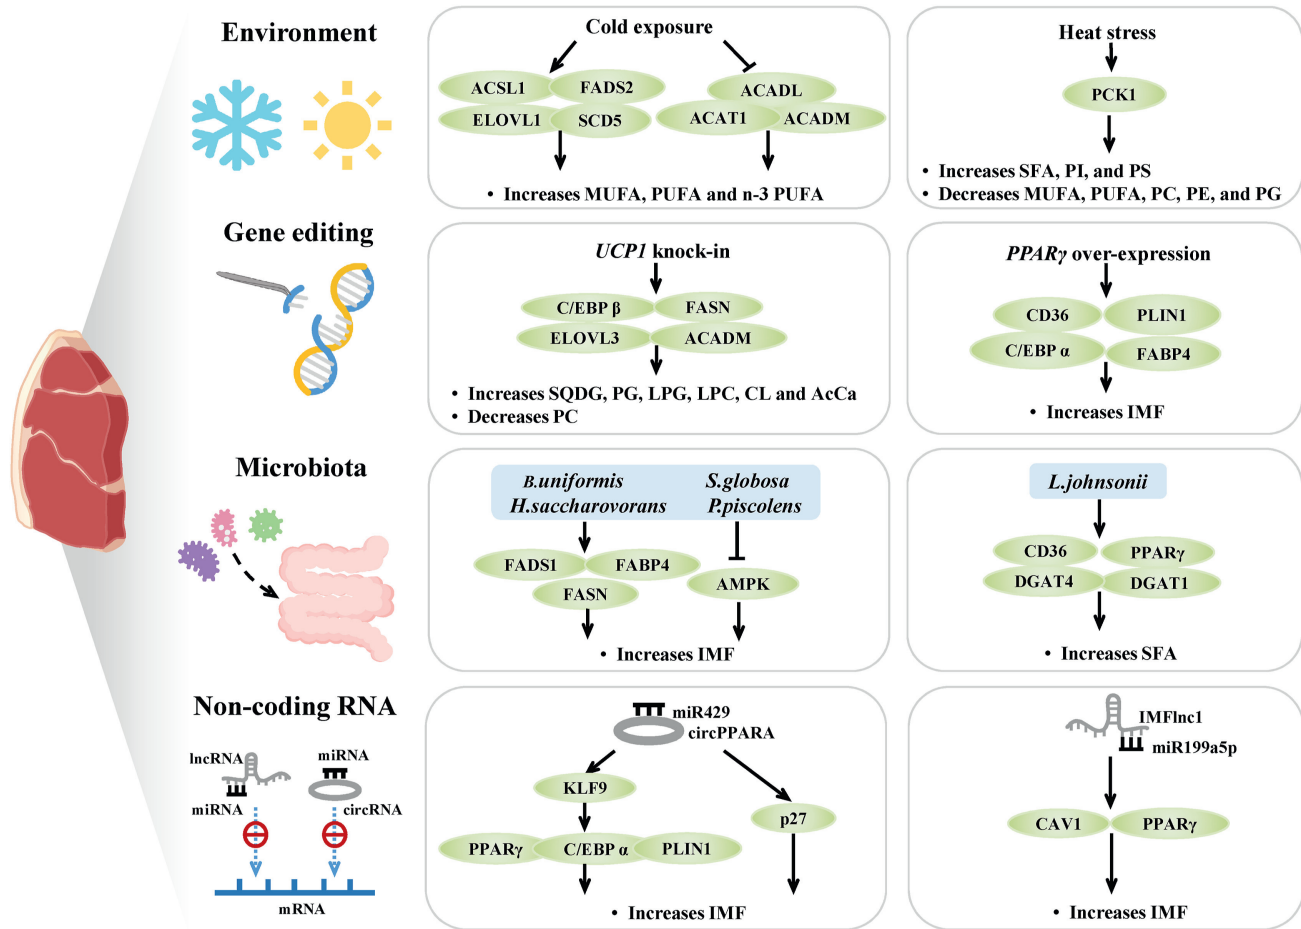 Environment
Cold exposure
ACSL1
FADS2
ELOVL1
SCD5
ACADL
ACAT1
ACADM
• Increases MUFA, PUFA and n-3 PUFA
Heat stress
PCK1
• Increases SFA, PI, and PS
• Decreases MUFA, PUFA, PC, PE, and PG
Gene editing
UCP1 knock-in
C/EBP β
FASN
ELOVL3
ACADM
• Increases SQDG, PG, LPG, LPC, CL and AcCa
• Decreases PC
PPARγ over-expression
CD36
PLIN1
C/EBP α
FABP4
• Increases IMF
Microbiota
B.uniformis
S.globosa
H.saccharovorans
P.piscolens
FADS1
FABP4
FASN
AMPK
• Increases IMF
L.johnsonii
CD36
PPARγ
DGAT4
DGAT1
• Increases SFA
Non-coding RNA
lncRNA
miRNA
miRNA
circRNA
mRNA
miR429
circPPARA
KLF9
p27
PPARγ
C/EBP α
PLIN1
• Increases IMF
IMFlnc1
miR199a5p
CAV1
PPARγ
• Increases IMF